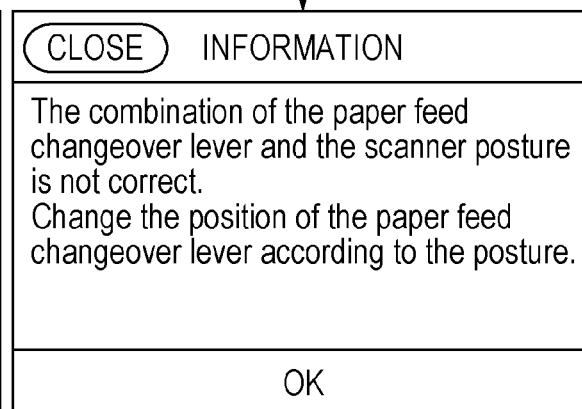 CLOSE INFORMATION
The combination of the paper feed
changeover lever and the scanner posture
is not correct.
Change the position of the paper feed
changeover lever according to the posture.
OK